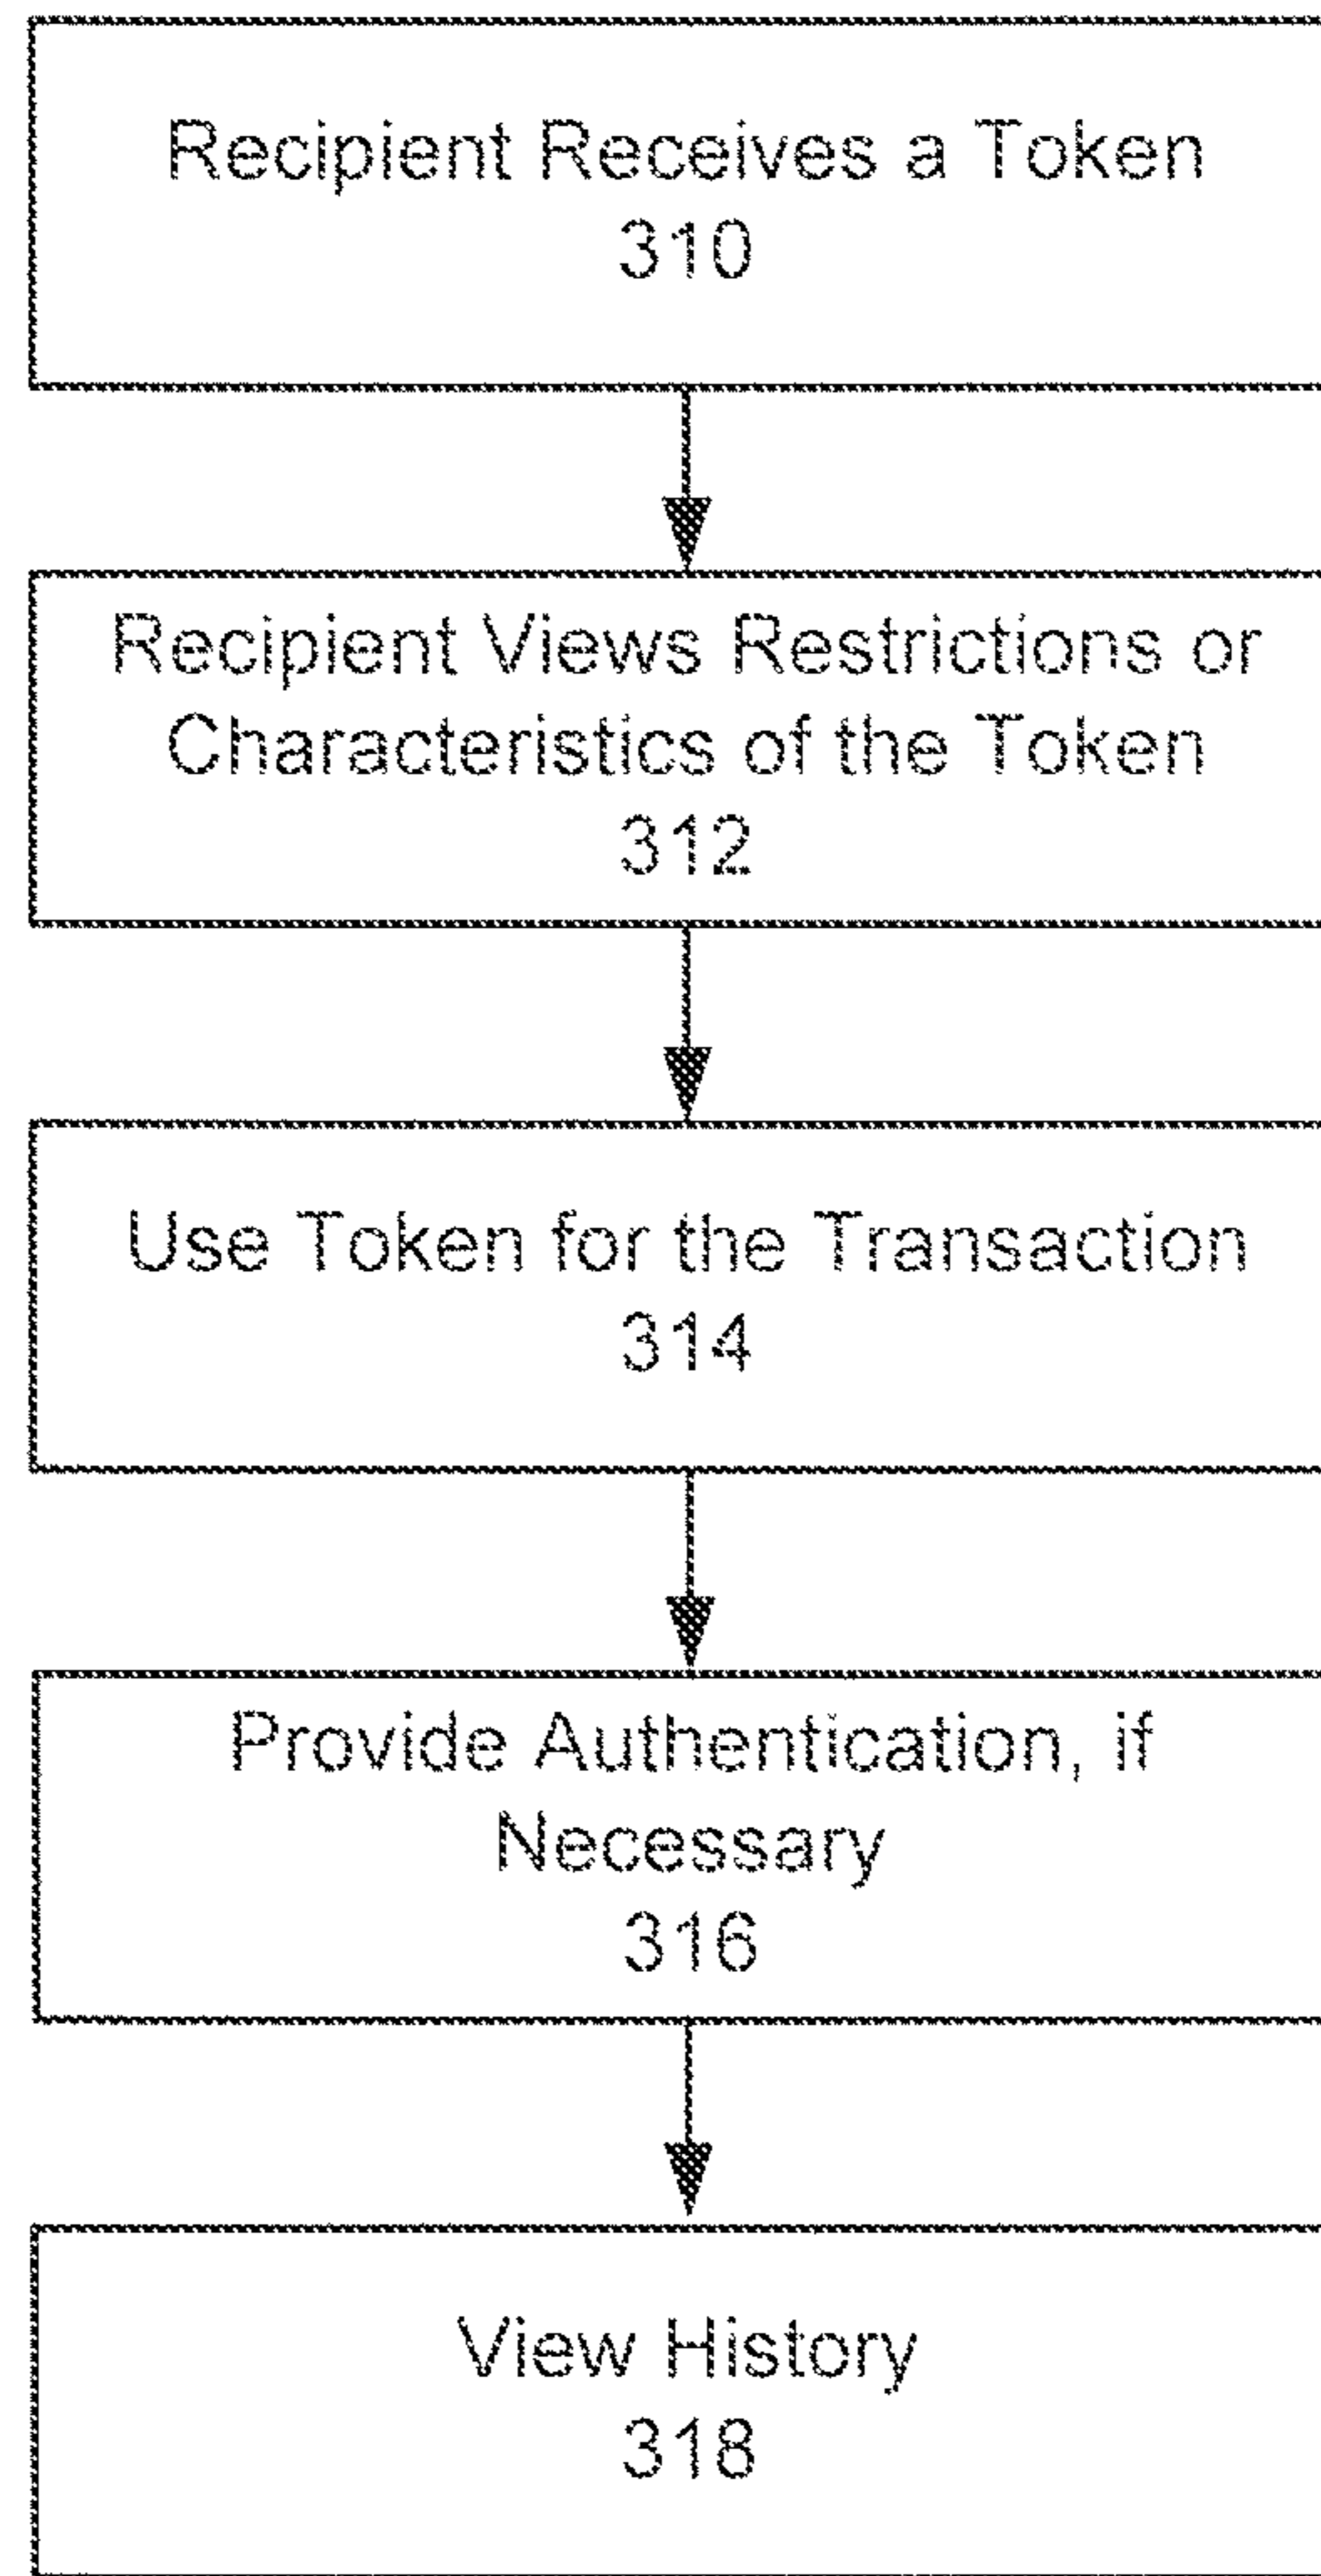 Recipient Receives a Token
310
Recipient Views Restrictions or
Characteristics of the Token
312
Use Token for the Transaction
314
Provide Authentication, if
Necessary
316
View History
318